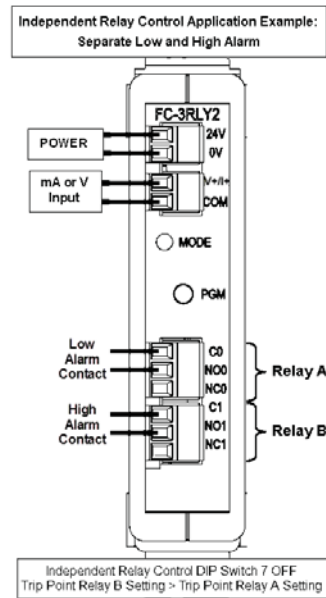 Independent Relay Control Application Example:
Separate Low and High Alarm
FC-3RLY2
POWER
24V
0V
mA or V
Input
V+/I+
COM
MODE
PGM
Low
Alarm
Contact
C0
NO0
NC0
Relay A
High
Alarm
Contact
C1
NO1
NC1
Relay B
Independent Relay Control DIP Switch 7 OFF
Trip Point Relay B Setting > Trip Point Relay A Setting